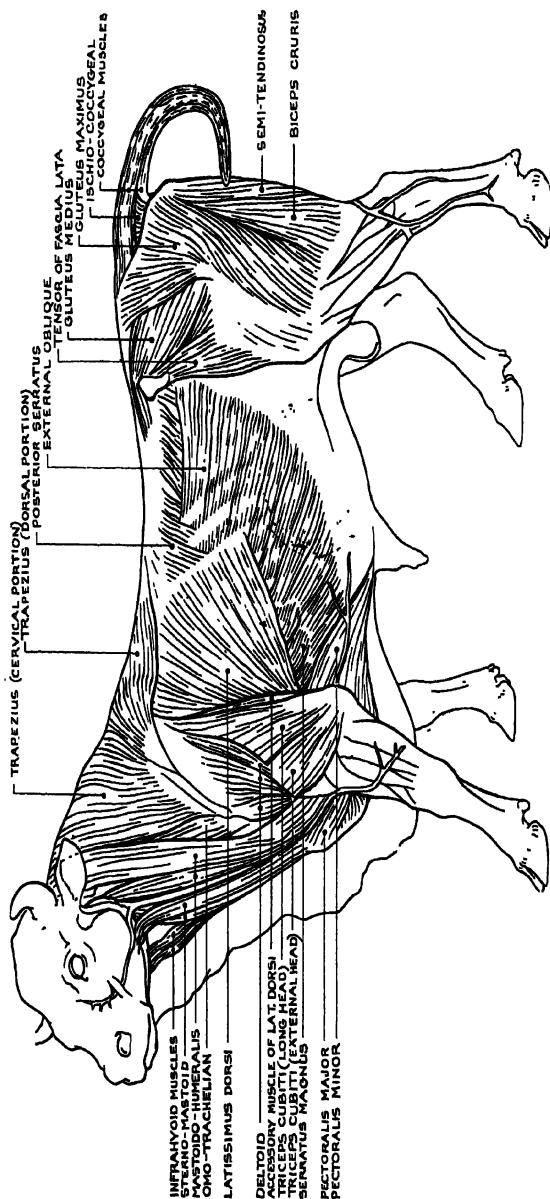 TRAPEZIUS (CERVICAL PORTION)
TRAPEZIUS (DORSAL PORTION)
POSTERIOR SERRATUS
EXTERNAL OBLIQUE
TENSOR OF FASCIA LATA
GLUTEUS MEDIUS
GLUTEUS MAXIMUS
ISCHIO-COCCYGEAL
COCCYGEAL MUSCLES
SEMI-TENDINOSUS
BICEPS CRURIS
INFRAHYOID MUSCLES
STERNO-MASTOID
MASTOIDO-HUMERALIS
OMO-TRACHELIAN
LATISSIMUS DORSI
DELTOID
ACCESSORY MUSCLE OF LAT. DORSI
TRICEPS CUBITI (LONG HEAD)
TRICEPS CUBITI (EXTERNAL HEAD)
SERRATUS MAGNUS
PECTORALIS MAJOR
PECTORALIS MINOR